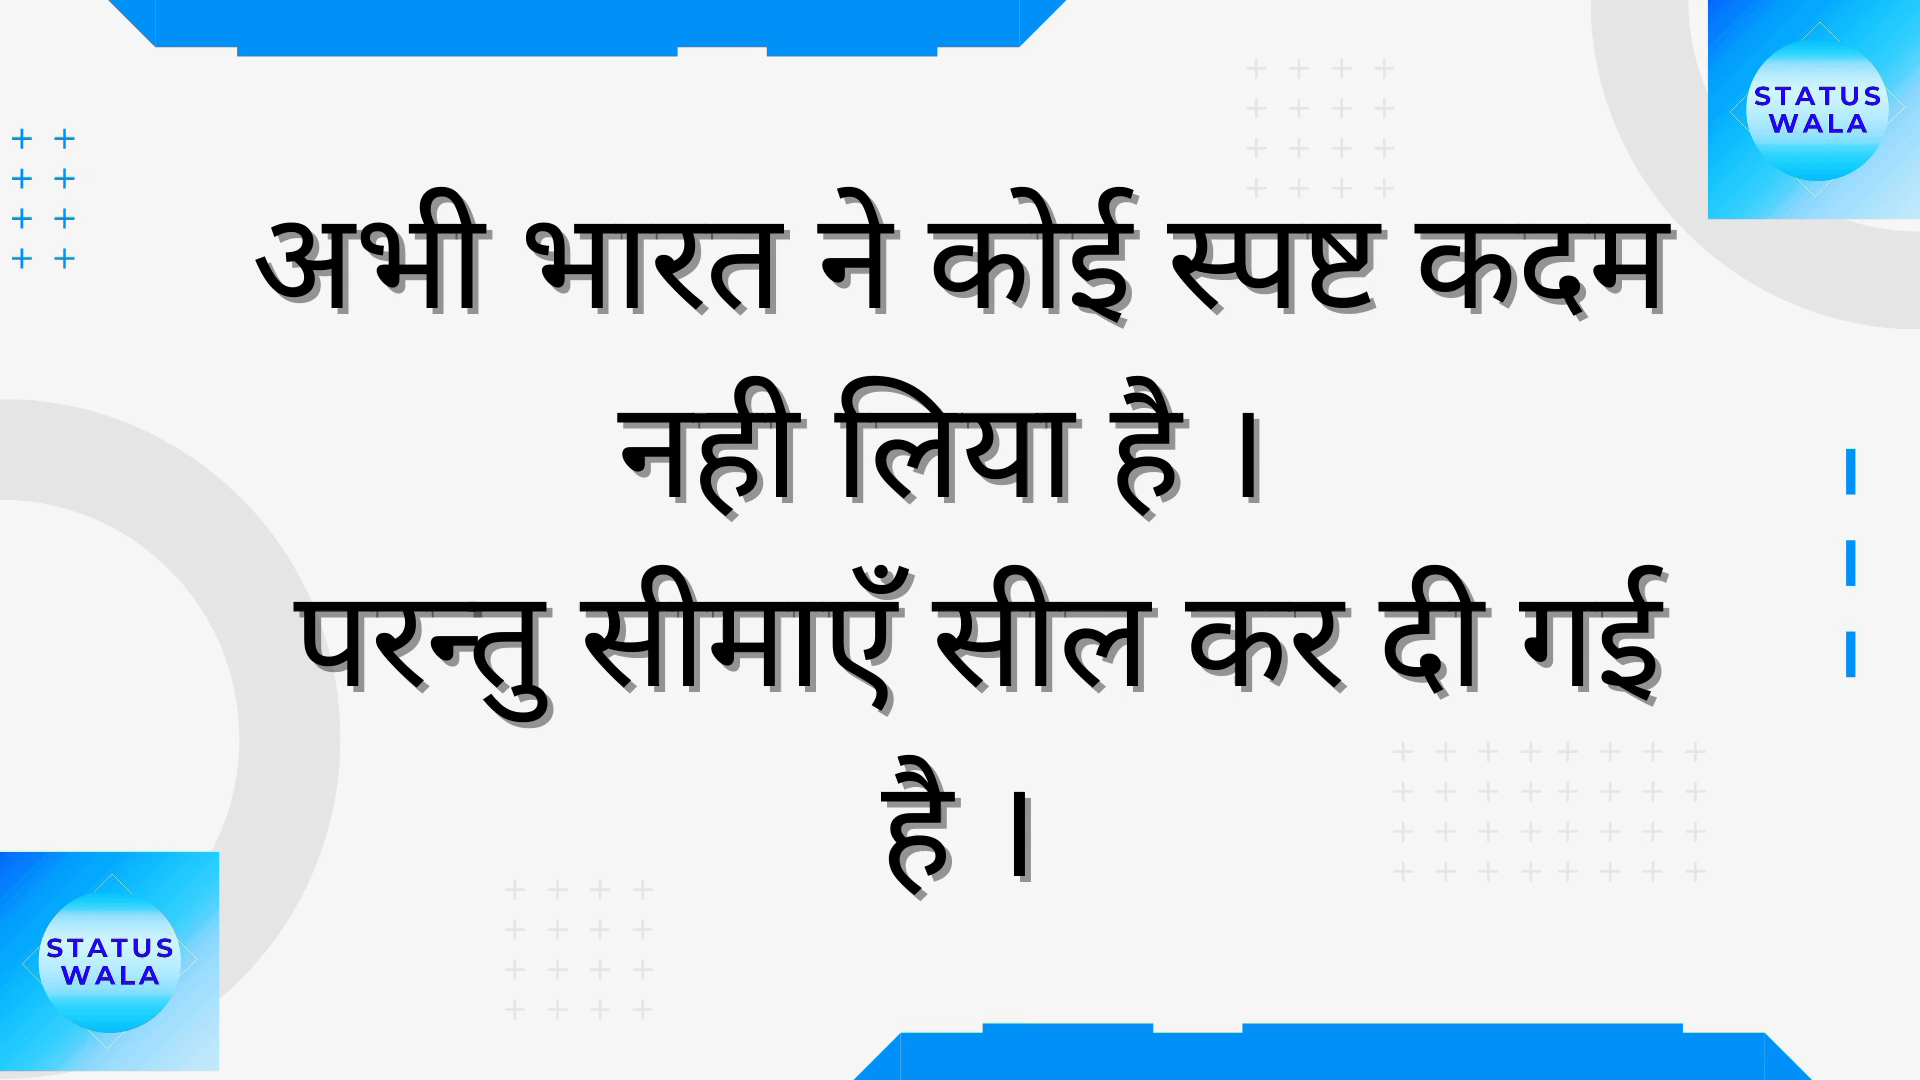 STATUS
WALA
अभी भारत ने कोई स्पष्ट कदम
नही लिया है ।
परन्तु सीमाएँ सील कर दी गई
है ।
STATUS
WALA